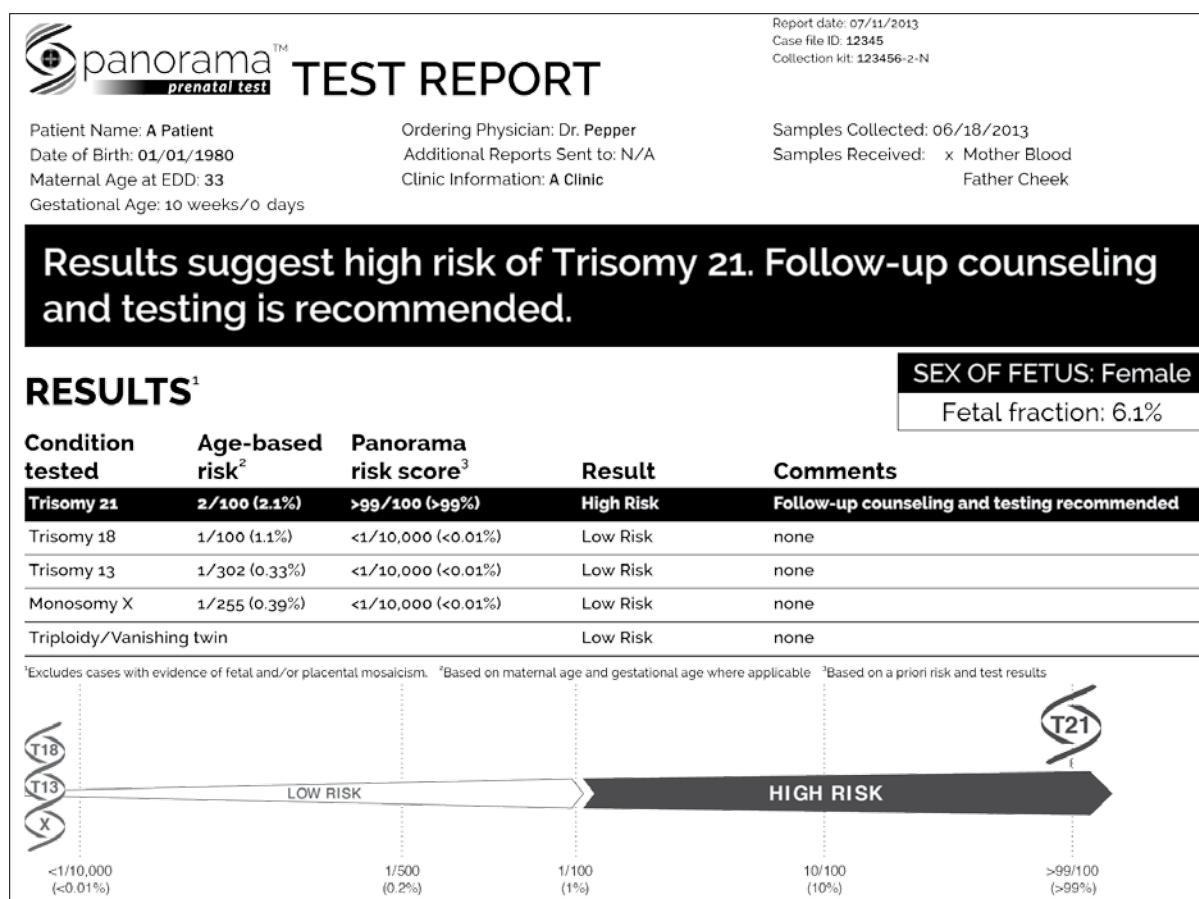 panorama™
prenatal test
TEST REPORT
Report date: 07/11/2013
Case file ID: 12345
Collection kit: 123456-2-N
Patient Name: A Patient
Date of Birth: 01/01/1980
Maternal Age at EDD: 33
Gestational Age: 10 weeks/0 days
Ordering Physician: Dr. Pepper
Additional Reports Sent to: N/A
Clinic Information: A Clinic
Samples Collected: 06/18/2013
Samples Received: x Mother Blood
Father Cheek
Results suggest high risk of Trisomy 21. Follow-up counseling
and testing is recommended.
RESULTS¹
SEX OF FETUS: Female
Fetal fraction: 6.1%
Condition tested Age-based risk² Panorama risk score³ Result Comments
Trisomy 21 2/100 (2.1%) >99/100 (>99%) High Risk Follow-up counseling and testing recommended
Trisomy 18 1/100 (1.1%) <1/10,000 (<0.01%) Low Risk none
Trisomy 13 1/302 (0.33%) <1/10,000 (<0.01%) Low Risk none
Monosomy X 1/255 (0.39%) <1/10,000 (<0.01%) Low Risk none
Triploidy/Vanishing twin Low Risk none
¹Excludes cases with evidence of fetal and/or placental mosaicism. ²Based on maternal age and gestational age where applicable ³Based on a priori risk and test results
T21
T18
T13
X
LOW RISK
HIGH RISK
<1/10,000 1/500 1/100 10/100 >99/100
(<0.01%) (0.2%) (1%) (10%) (>99%)